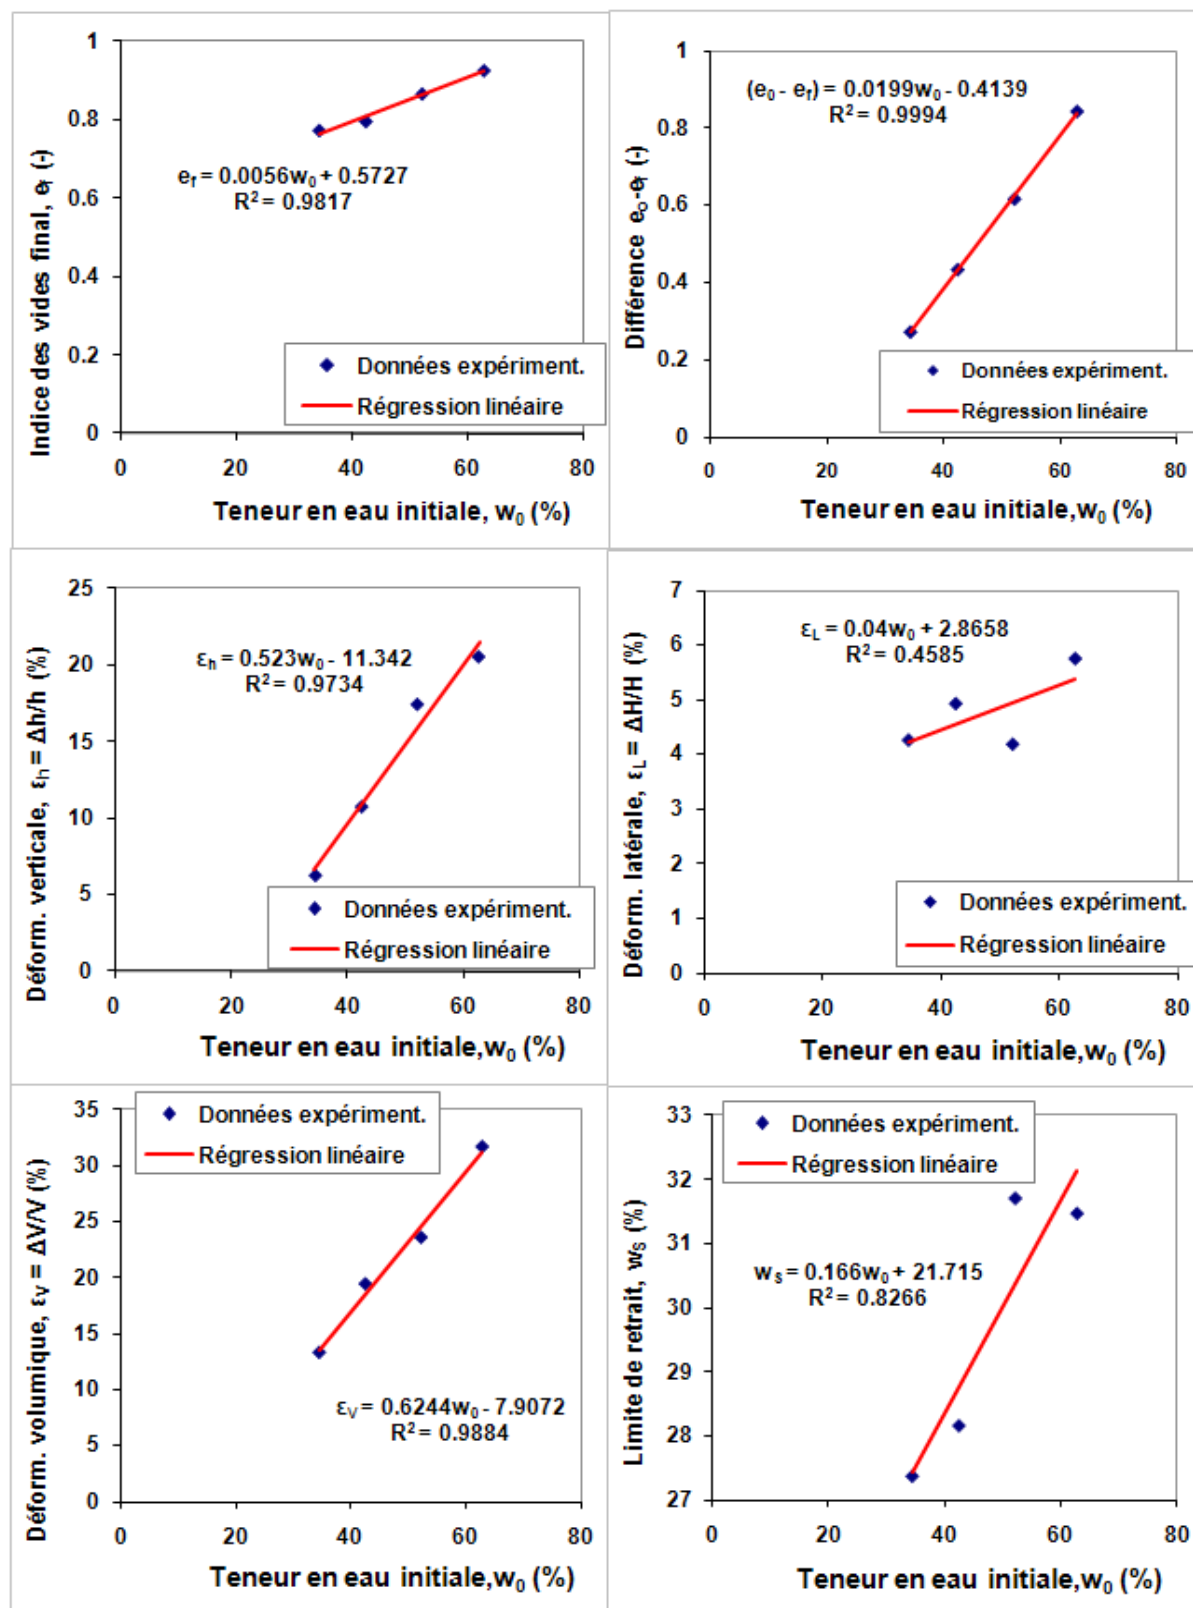 1
0.8
0.6
0.4
0.2
0
0
20
40
60
80
Indice des vides final, ef (-)
ef = 0.0056w0 + 0.5727
R² = 0.9817
Données expériment.
Régression linéaire
Teneur en eau initiale, w0 (%)
1
0.8
0.6
0.4
0.2
0
0
20
40
60
80
Différence eo-ef (-)
(e0 - ef) = 0.0199w0 - 0.4139
R² = 0.9994
Données expériment.
Régression linéaire
Teneur en eau initiale,w0 (%)
25
20
15
10
5
0
0
20
40
60
80
Déform. verticale, εh = Δh/h (%)
εh = 0.523w0 - 11.342
R² = 0.9734
Données expériment.
Régression linéaire
Teneur en eau initiale,w0 (%)
7
6
5
4
3
2
1
0
0
20
40
60
80
Déform. latérale, εL = ΔH/H (%)
εL = 0.04w0 + 2.8658
R² = 0.4585
Données expériment.
Régression linéaire
Teneur en eau initiale,w0 (%)
35
30
25
20
15
10
5
0
0
20
40
60
80
Déform. volumique, εV = ΔV/V (%)
Données expériment.
Régression linéaire
εV = 0.6244w0 - 7.9072
R² = 0.9884
Teneur en eau initiale,w0 (%)
33
32
31
30
29
28
27
0
20
40
60
80
Limite de retrait, wS (%)
Données expériment.
Régression linéaire
wS = 0.166w0 + 21.715
R² = 0.8266
Teneur en eau initiale,w0 (%)